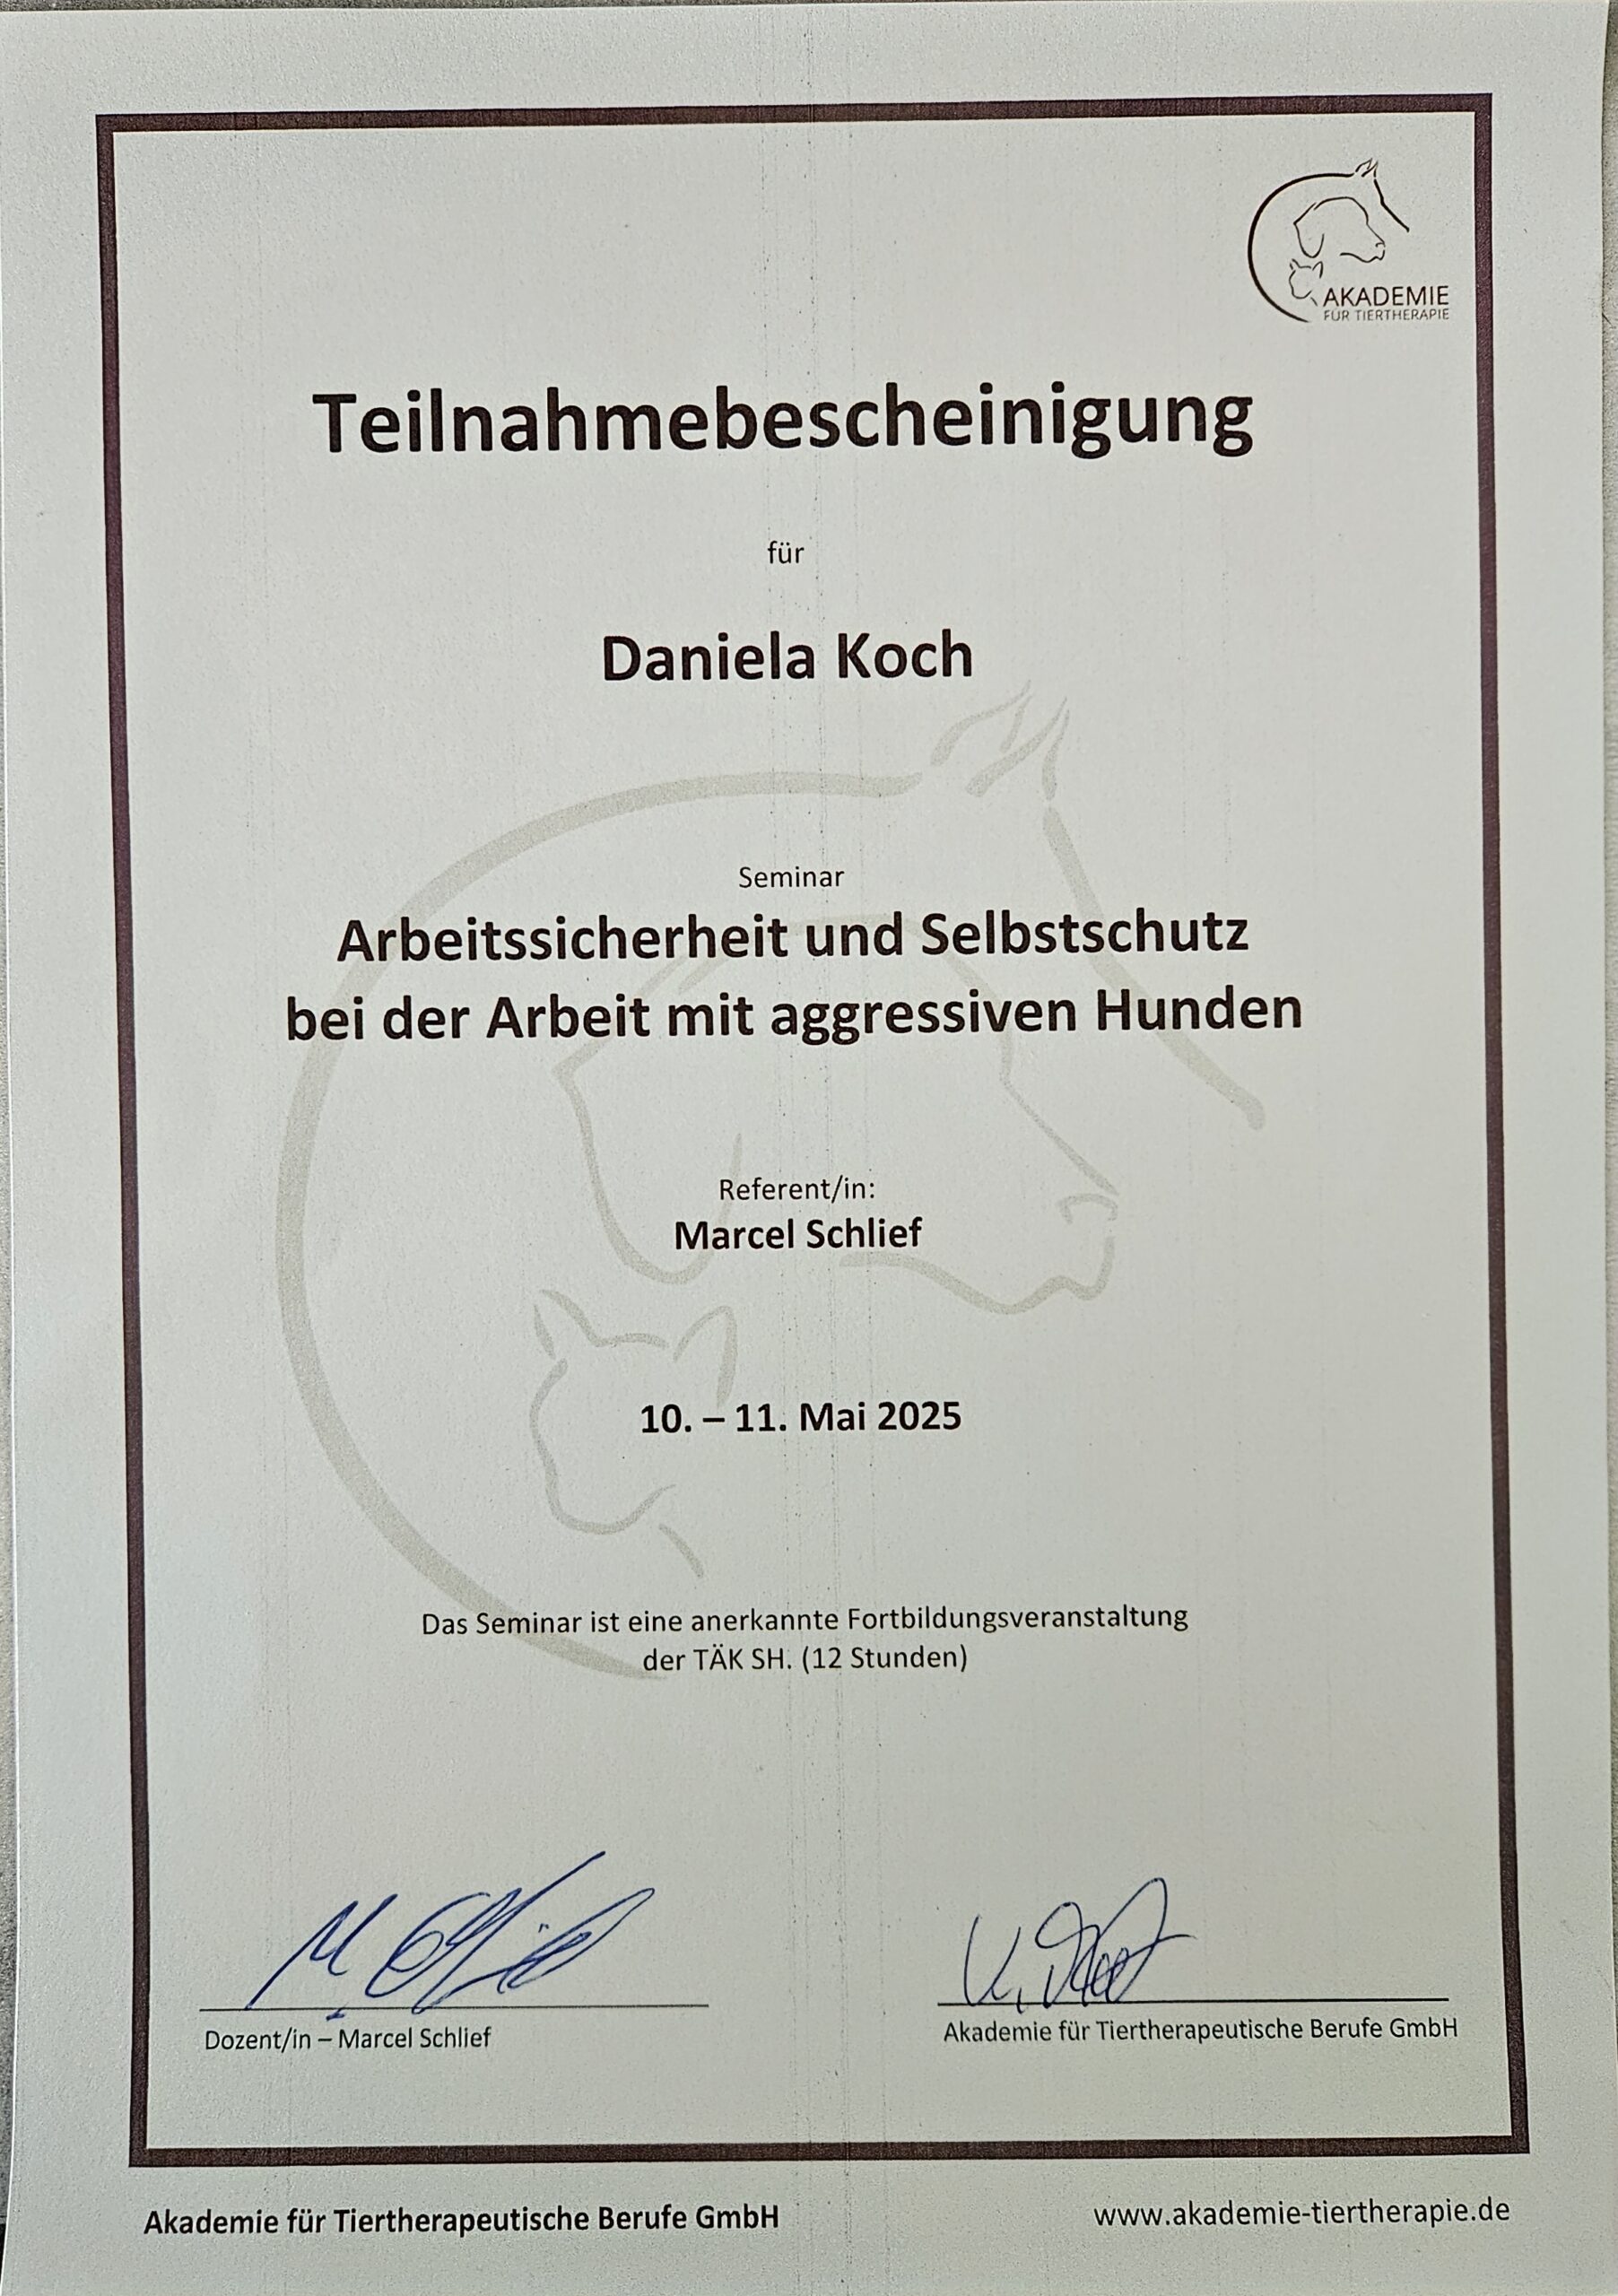 AKADEMIE
FÜR TIERTHERAPIE
Teilnahmebescheinigung
für
Daniela Koch
Seminar
Arbeitssicherheit und Selbstschutz
bei der Arbeit mit aggressiven Hunden
Referent/in:
Marcel Schlief
10. – 11. Mai 2025
Das Seminar ist eine anerkannte Fortbildungsveranstaltung
der TÄK SH. (12 Stunden)
Dozent/in – Marcel Schlief
Akademie für Tiertherapeutische Berufe GmbH
Akademie für Tiertherapeutische Berufe GmbH
www.akademie-tiertherapie.de